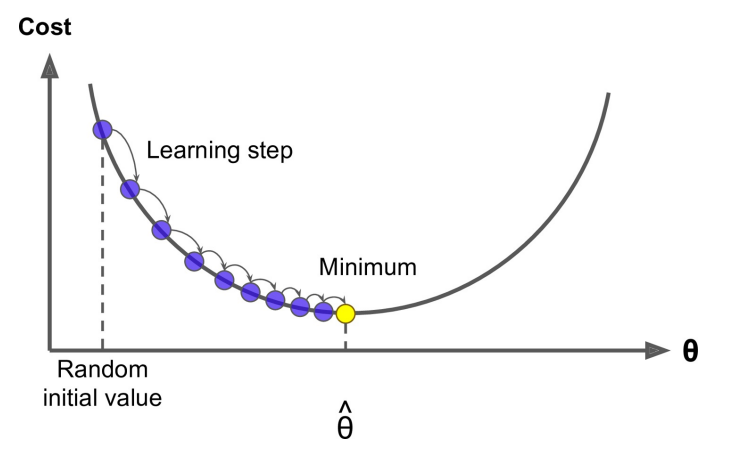 Cost
Learning step
Minimum
θ
Random
initial value
θ̂